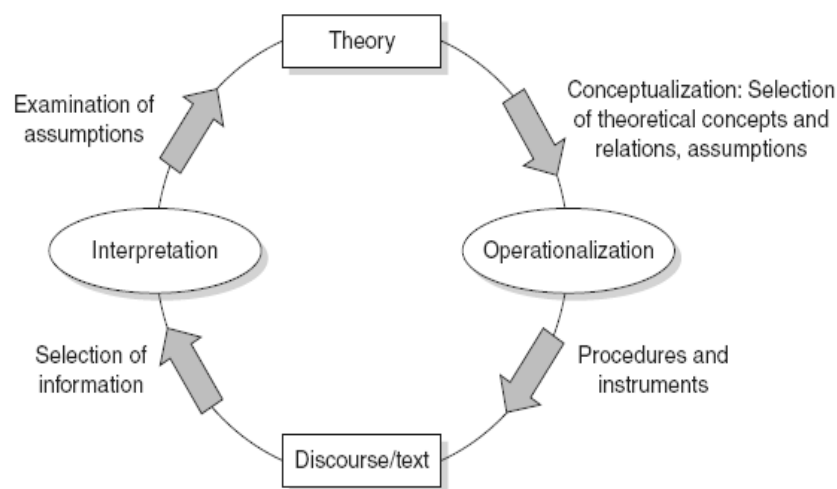 Theory
Examination of
assumptions
Conceptualization: Selection
of theoretical concepts and
relations, assumptions
Interpretation
Operationalization
Selection of
information
Procedures and
instruments
Discourse/text